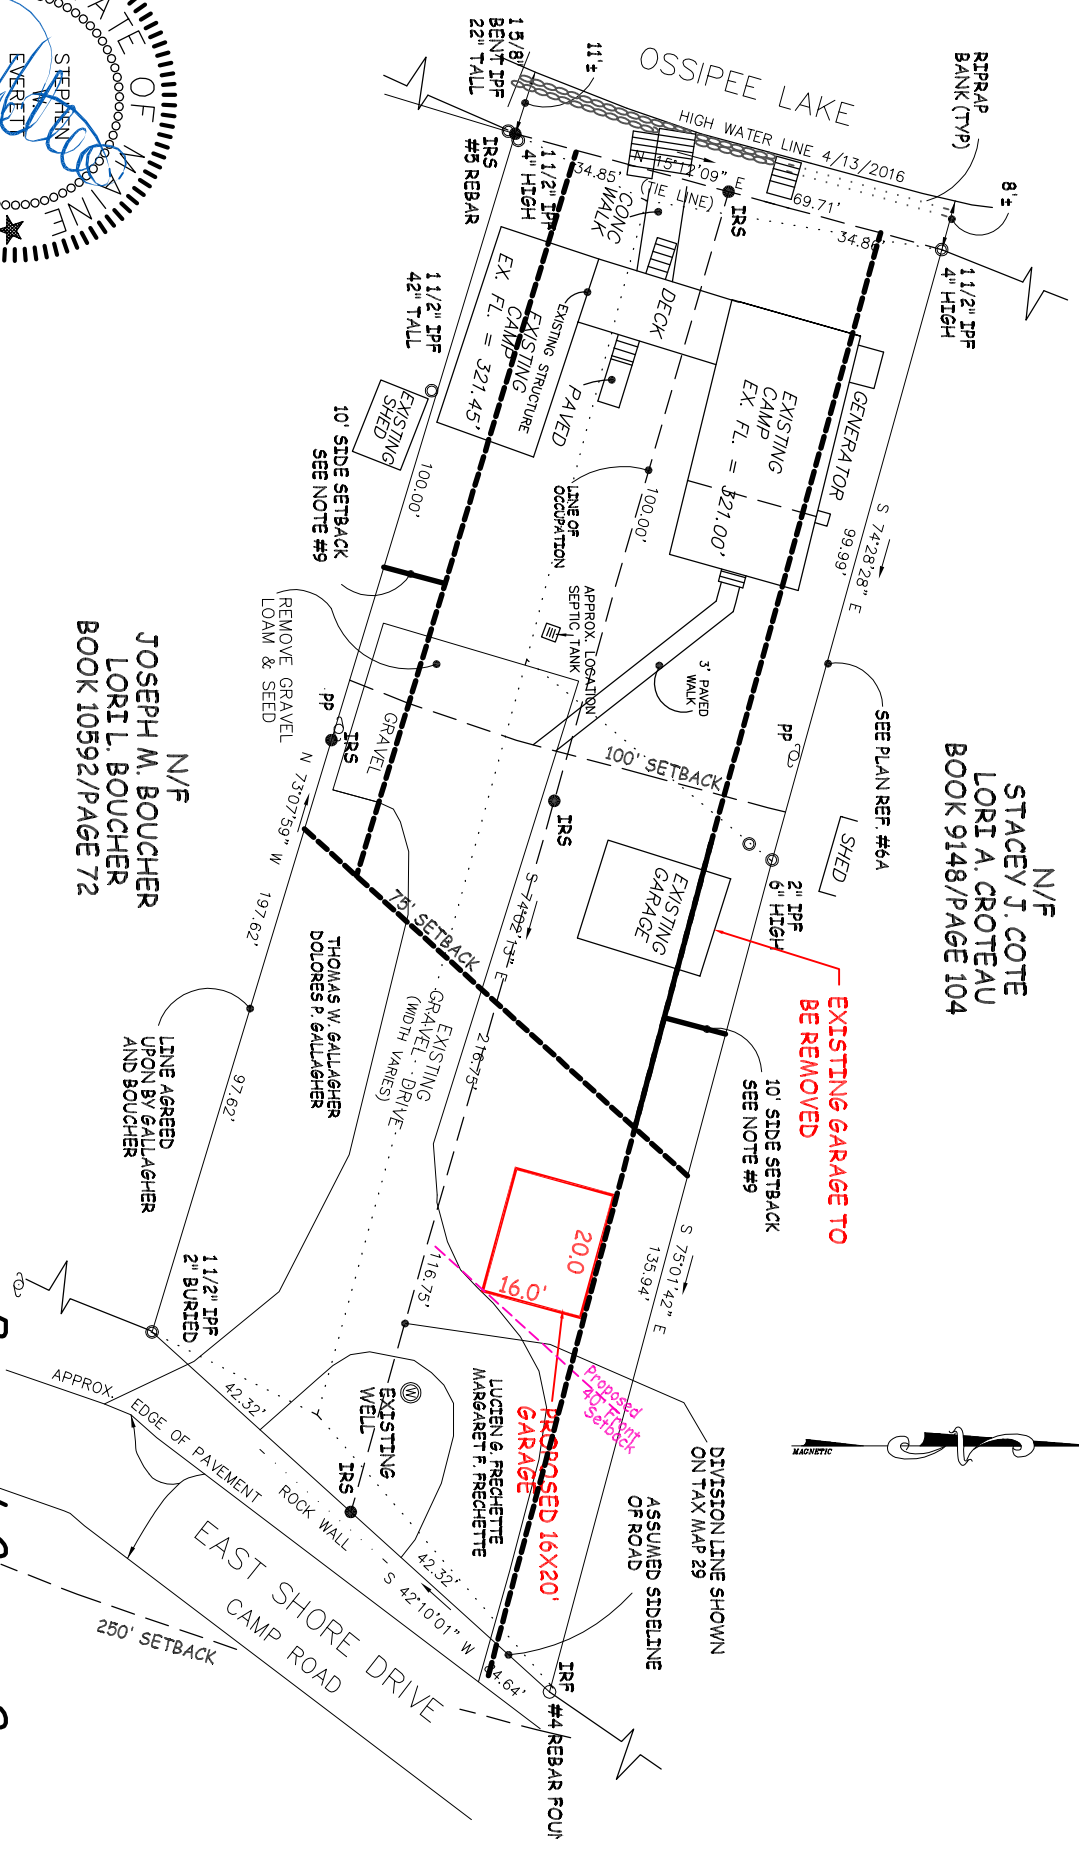 STATE OF MAINE
STEPHEN
W.
EVERETT
OSSIPEE LAKE
HIGH WATER LINE 4/13/2016
RIPRAP
BANK (TYP)
8'±
11'±
1 5/8"
BENT IPF
22" TALL
IRS
#5 REBAR
1 1/2" IPF
4" HIGH
N 15°12'09" E
(TIE LINE)
34.85'
69.71'
34.86'
IRS
1 1/2" IPF
4" HIGH
CONC
WALK
DECK
EXISTING
CAMP
EX. FL. = 321.45'
EXISTING STRUCTURE
PAVED
EXISTING
CAMP
EX. FL. = 321.00'
GENERATOR
1 1/2" IPF
42" TALL
EXISTING
SHED
100.00'
10' SIDE SETBACK
SEE NOTE #9
LINE OF
OCCUPATION
100.00'
S 74°28'28" E
99.99'
APPROX. LOCATION
SEPTIC TANK
3' PAVED
WALK
SEE PLAN REF. #6A
REMOVE GRAVEL
LOAM & SEED
GRAVEL
PP
IRS
100' SETBACK
PP
IRS
SHED
2" IPF
6" HIGH
EXISTING
GARAGE
N/F
STACEY J. COTE
LORI A. CROTEAU
BOOK 9148/PAGE 104
N/F
JOSEPH M. BOUCHER
LORI L. BOUCHER
BOOK 10592/PAGE 72
N 73°07'59" W
197.62'
75' SETBACK
S 74°02'13" E
216.75'
EXISTING GARAGE TO
BE REMOVED
10' SIDE SETBACK
SEE NOTE #9
THOMAS W. GALLAGHER
DOLORES P. GALLAGHER
EXISTING
GRAVEL DRIVE
(WIDTH VARIES)
LINE AGREED
UPON BY GALLAGHER
AND BOUCHER
97.62'
20.0
16.0'
S 75°01'42" E
135.94'
116.75'
1 1/2" IPF
2" BURIED
PROPOSED 16X20'
GARAGE
Proposed
40' Front
Setback
LUCIEN G. FRECHETTE
MARGARET F. FRECHETTE
W
EXISTING
WELL
IRS
42.32'
APPROX. EDGE OF PAVEMENT
ROCK WALL
42.32'
S 42°10'01" W
DIVISION LINE SHOWN
ON TAX MAP 29
ASSUMED SIDELINE
OF ROAD
EAST SHORE DRIVE
CAMP ROAD
250' SETBACK
IRF #4 REBAR
MAGNETIC